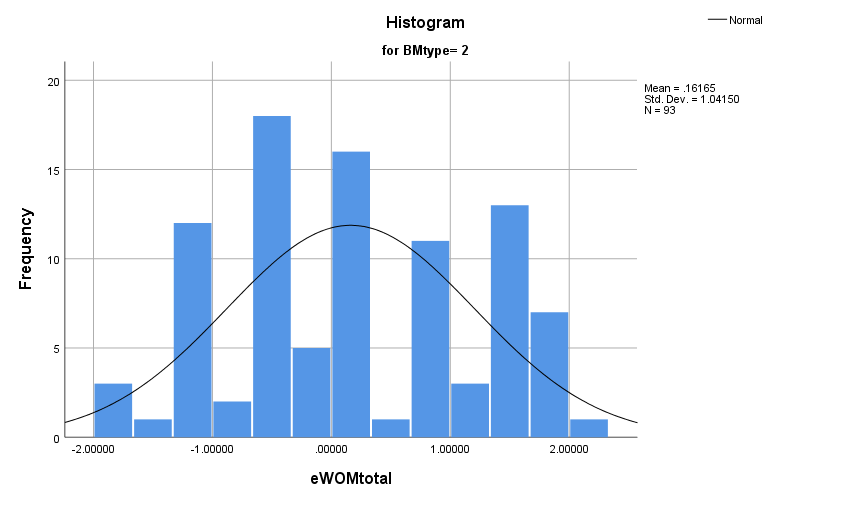 Histogram
for BMtype= 2
Normal
Mean = .16165
Std. Dev. = 1.04150
N = 93
Frequency
20
15
10
5
0
-2.00000 -1.00000 .00000 1.00000 2.00000
eWOMtotal